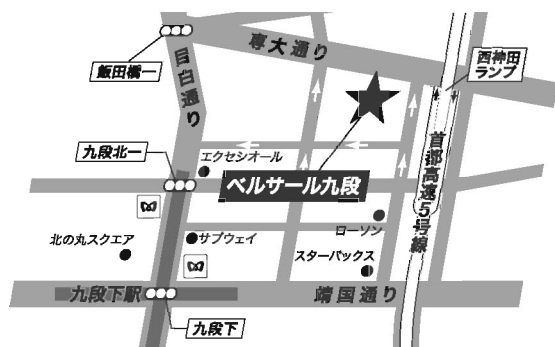 専大通り
飯田橋一
目白通り
西神田
ランプ
九段北一
エクセシオール
ベルサール九段
首都高速5号線
ローソン
北の丸スクエア
サブウェイ
スターバックス
九段下駅
靖国通り
九段下